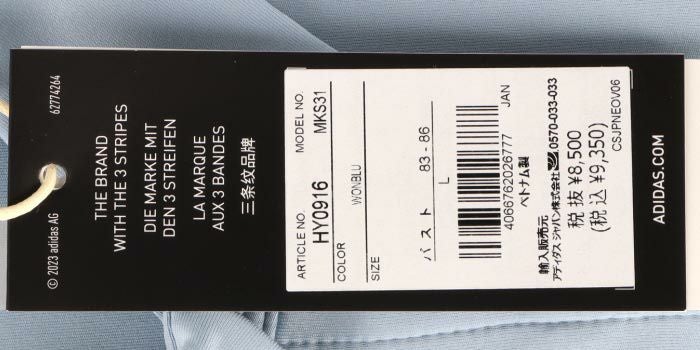 62774264
THE BRAND
WITH THE 3 STRIPES
DIE MARKE MIT
DEN 3 STREIFEN
LA MARQUE
AUX 3 BANDES
三条纹品牌
© 2023 adidas AG
ARTICLE NO.
MODEL NO.
HY0916
MKS31
COLOR
WONBLU
SIZE
バスト 83 - 86
L
4066762026777
JAN
ベトナム製
輸入販売元
アディダス ジャパン株式会社 0570-033-033
税 抜 ¥8,500
(税 込 ¥9,350)
CSJPNEOV06
ADIDAS.COM